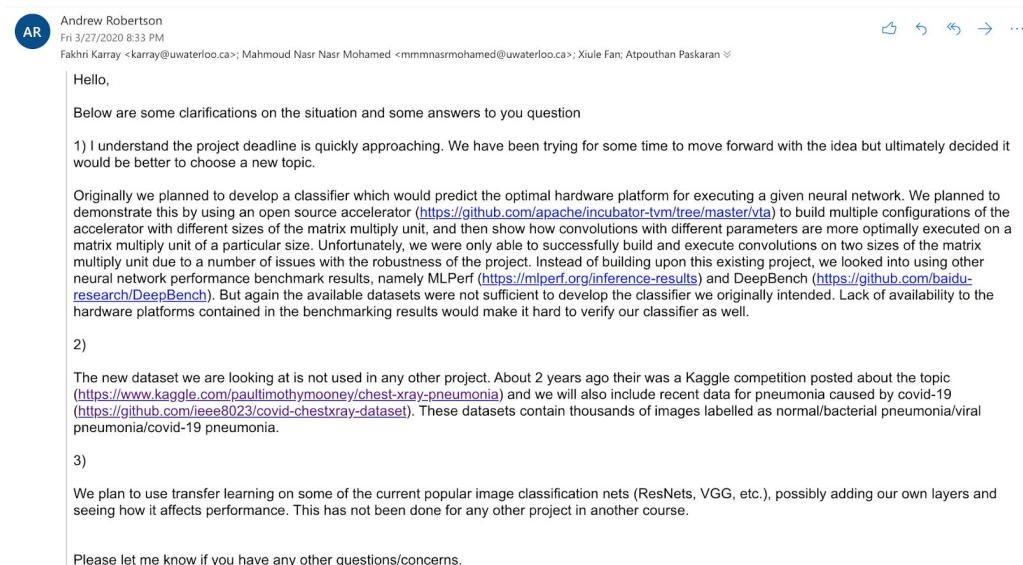 AR
Andrew Robertson
Fri 3/27/2020 8:33 PM
Fakhri Karray <karray@uwaterloo.ca>; Mahmoud Nasr Nasr Mohamed <mmmnasrmohamed@uwaterloo.ca>; Xiule Fan; Atpouthan Paskaran
Hello,
Below are some clarifications on the situation and some answers to you question
1) I understand the project deadline is quickly approaching. We have been trying for some time to move forward with the idea but ultimately decided it
would be better to choose a new topic.
Originally we planned to develop a classifier which would predict the optimal hardware platform for executing a given neural network. We planned to
demonstrate this by using an open source accelerator (https://github.com/apache/incubator-tvm/tree/master/vta) to build multiple configurations of the
accelerator with different sizes of the matrix multiply unit, and then show how convolutions with different parameters are more optimally executed on a
matrix multiply unit of a particular size. Unfortunately, we were only able to successfully build and execute convolutions on two sizes of the matrix
multiply unit due to a number of issues with the robustness of the project. Instead of building upon this existing project, we looked into using other
neural network performance benchmark results, namely MLPerf (https://mlperf.org/inference-results) and DeepBench (https://github.com/baidu-
research/DeepBench). But again the available datasets were not sufficient to develop the classifier we originally intended. Lack of availability to the
hardware platforms contained in the benchmarking results would make it hard to verify our classifier as well.
2)
The new dataset we are looking at is not used in any other project. About 2 years ago their was a Kaggle competition posted about the topic
(https://www.kaggle.com/paultimothymooney/chest-xray-pneumonia) and we will also include recent data for pneumonia caused by covid-19
(https://github.com/ieee8023/covid-chestxray-dataset). These datasets contain thousands of images labelled as normal/bacterial pneumonia/viral
pneumonia/covid-19 pneumonia.
3)
We plan to use transfer learning on some of the current popular image classification nets (ResNets, VGG, etc.), possibly adding our own layers and
seeing how it affects performance. This has not been done for any other project in another course.
Please let me know if you have any other questions/concerns.